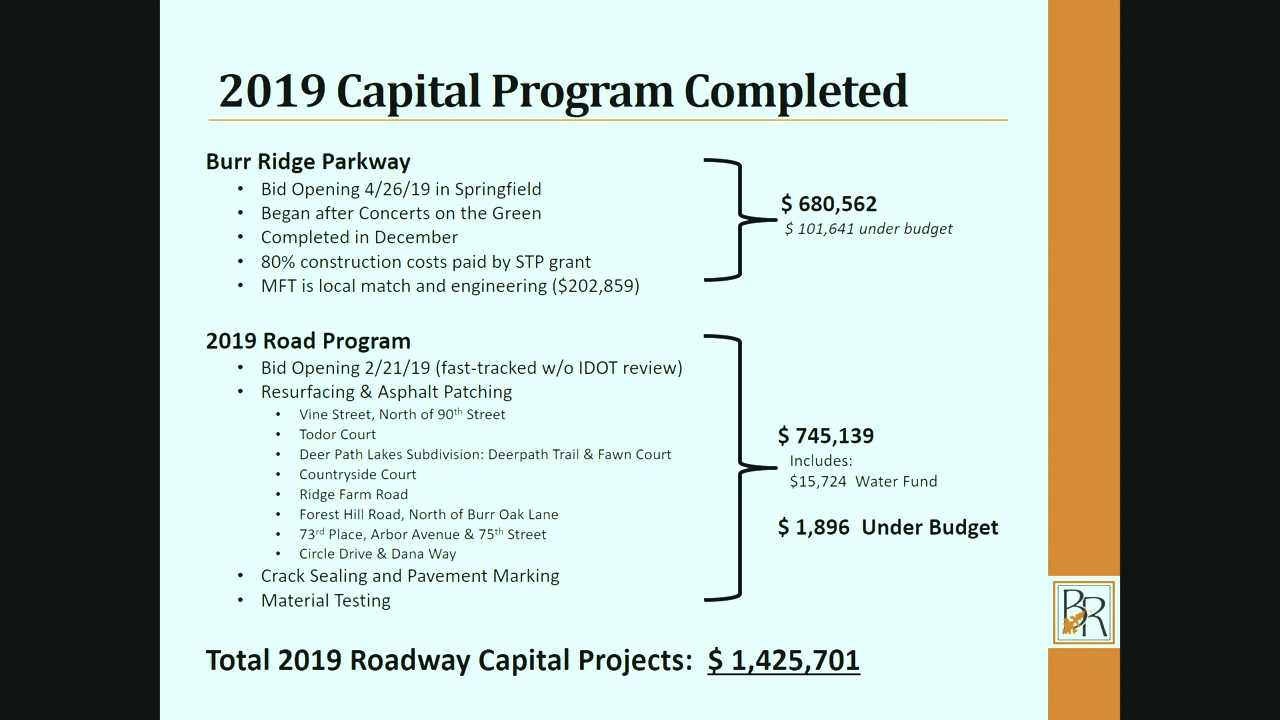 2019 Capital Program Completed
Burr Ridge Parkway
• Bid Opening 4/26/19 in Springfield
• Began after Concerts on the Green
• Completed in December
• 80% construction costs paid by STP grant
• MFT is local match and engineering ($202,859)
$ 680,562
$ 101,641 under budget
2019 Road Program
• Bid Opening 2/21/19 (fast-tracked w/o IDOT review)
• Resurfacing & Asphalt Patching
• Vine Street, North of 90th Street
• Todor Court
• Deer Path Lakes Subdivision: Deerpath Trail & Fawn Court
• Countryside Court
• Ridge Farm Road
• Forest Hill Road, North of Burr Oak Lane
• 73rd Place, Arbor Avenue & 75th Street
• Circle Drive & Dana Way
• Crack Sealing and Pavement Marking
• Material Testing
$ 745,139
Includes:
$15,724 Water Fund
$ 1,896 Under Budget
BR
Total 2019 Roadway Capital Projects: $ 1,425,701